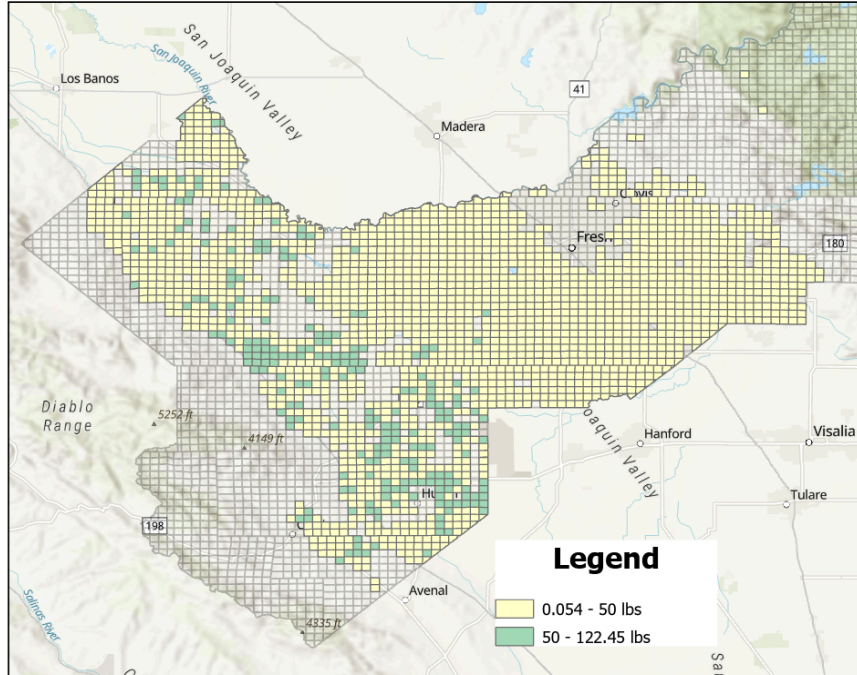 San Joaquin Valley
San Joaquin River
Los Banos
41
Madera
Clovis
Fresn
180
Diablo
Range
5252 ft
4149 ft
Joaquin Valley
Hanford
Visalia
Tulare
198
Avenal
4335 ft
Salinas River
Legend
0.054 - 50 lbs
50 - 122.45 lbs